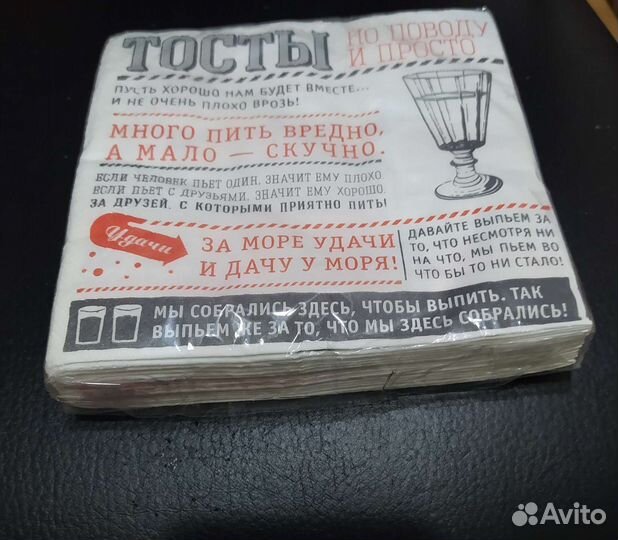 ТОСТЫ ПО ПОВОДУ
И ПРОСТО
ПУСТЬ ХОРОШО НАМ БУДЕТ ВМЕСТЕ...
И НЕ ОЧЕНЬ ПЛОХО ВРОЗЬ!
МНОГО ПИТЬ ВРЕДНО,
А МАЛО — СКУЧНО.
ЕСЛИ ЧЕЛОВЕК ПЬЕТ ОДИН, ЗНАЧИТ ЕМУ ПЛОХО
ЕСЛИ ПЬЕТ С ДРУЗЬЯМИ, ЗНАЧИТ ЕМУ ХОРОШО.
ЗА ДРУЗЕЙ, С КОТОРЫМИ ПРИЯТНО ПИТЬ!
Удачи
ЗА МОРЕ УДАЧИ
И ДАЧУ У МОРЯ!
ДАВАЙТЕ ВЫПЬЕМ ЗА
ТО, ЧТО НЕСМОТРЯ НИ
НА ЧТО, МЫ ПЬЕМ ВО
ЧТО БЫ ТО НИ СТАЛО!
МЫ СОБРАЛИСЬ ЗДЕСЬ, ЧТОБЫ ВЫПИТЬ. ТАК
ВЫПЬЕМ ЖЕ ЗА ТО, ЧТО МЫ ЗДЕСЬ СОБРАЛИСЬ!
Avito